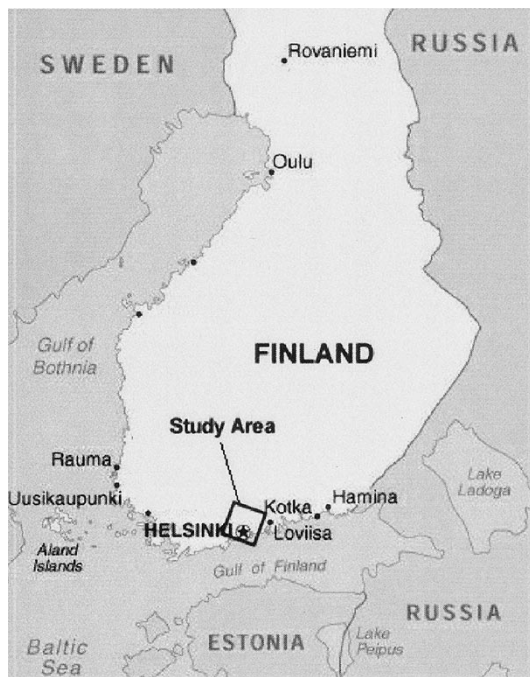 RUSSIA
Rovaniemi
SWEDEN
Oulu
Gulf of
Bothnia
FINLAND
Study Area
Rauma
Uusikaupunki
Kotka
Hamina
Lake
Ladoga
HELSINKI
Loviisa
Aland
Islands
Gulf of Finland
RUSSIA
Baltic
Sea
ESTONIA
Lake
Peipus